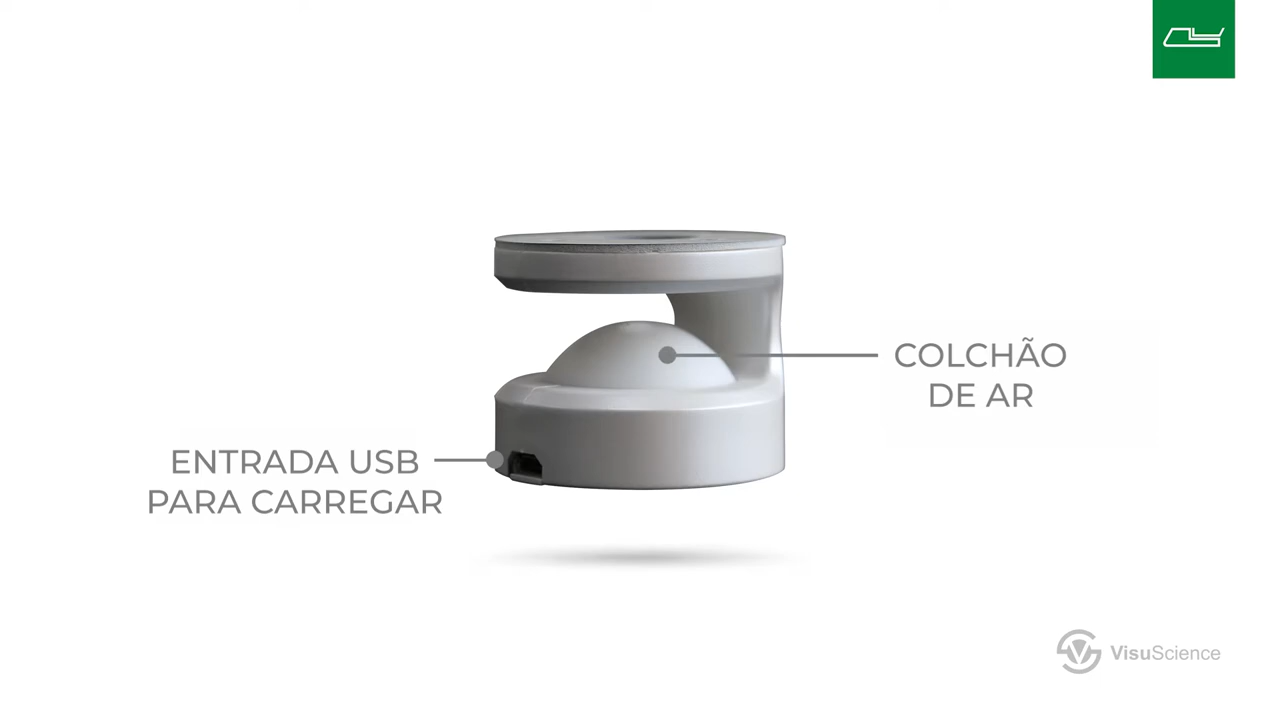 COLCHÃO
DE AR
ENTRADA USB
PARA CARREGAR
VisuScience